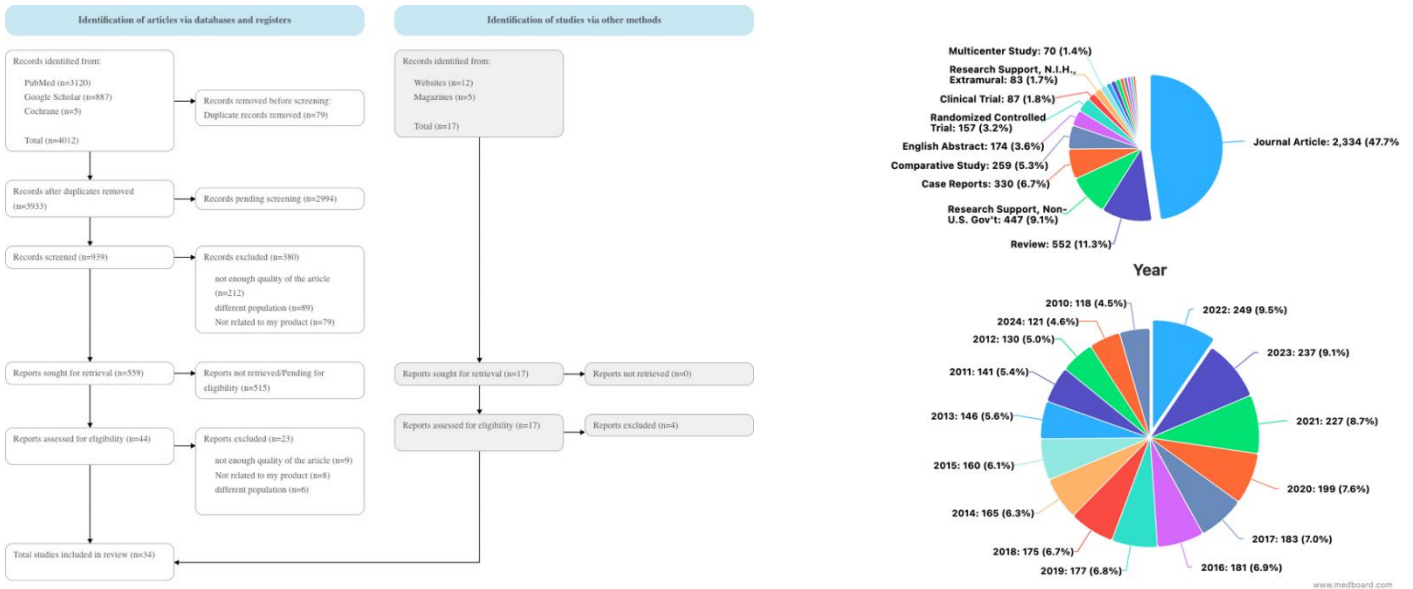 Identification of articles via databases and registers
Records identified from:
PubMed (n=3120)
Google Scholar (n=887)
Cochrane (n=5)
Total (n=4012)
Records removed before screening:
Duplicate records removed (n=79)
Records after duplicates removed
(n=3933)
Records pending screening (n=2994)
Records screened (n=939)
Records excluded (n=380)
not enough quality of the article
(n=212)
different population (n=89)
Not related to my product (n=79)
Reports sought for retrieval (n=559)
Reports not retrieved/Pending for
eligibility (n=515)
Reports assessed for eligibility (n=44)
Reports excluded (n=23)
not enough quality of the article (n=9)
Not related to my product (n=8)
different population (n=6)
Total studies included in review (n=34)
Identification of studies via other methods
Records identified from:
Websites (n=12)
Magazines (n=5)
Total (n=17)
Reports sought for retrieval (n=17)
Reports not retrieved (n=0)
Reports assessed for eligibility (n=17)
Reports excluded (n=4)
Multicenter Study: 70 (1.4%)
Research Support, N.I.H.,
Extramural: 83 (1.7%)
Clinical Trial: 87 (1.8%)
Randomized Controlled
Trial: 157 (3.2%)
English Abstract: 174 (3.6%)
Comparative Study: 259 (5.3%)
Case Reports: 330 (6.7%)
Research Support, Non-
U.S. Gov't: 447 (9.1%)
Review: 552 (11.3%)
Journal Article: 2,334 (47.7%
Year
2010: 118 (4.5%)
2024: 121 (4.6%)
2012: 130 (5.0%)
2011: 141 (5.4%)
2013: 146 (5.6%)
2015: 160 (6.1%)
2014: 165 (6.3%)
2018: 175 (6.7%)
2019: 177 (6.8%)
2022: 249 (9.5%)
2023: 237 (9.1%)
2021: 227 (8.7%)
2020: 199 (7.6%)
2017: 183 (7.0%)
2016: 181 (6.9%)
www.medboard.com